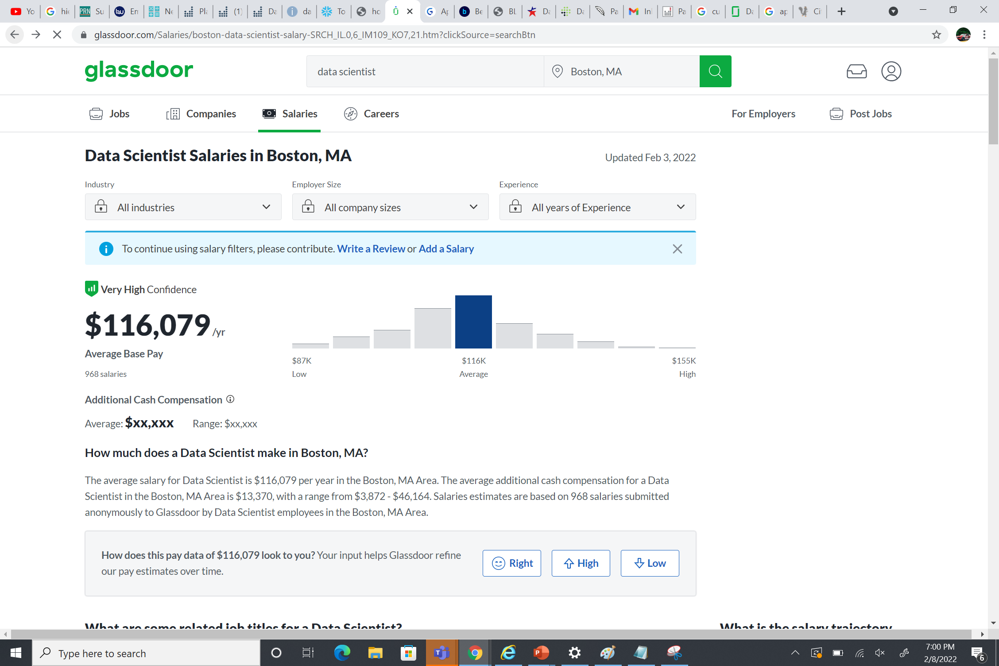 Yo
hi
PRN Su
bu En
Ne
Pl
(1)
Da
da
To
ho
Ap
b Be
BL
Da
Da
Pa
In
Pa
cu
Da
ap
Ci
glassdoor.com/Salaries/boston-data-scientist-salary-SRCH_IL.0,6_IM109_KO7,21.htm?clickSource=searchBtn
glassdoor
data scientist
Boston, MA
Jobs
Companies
Salaries
Careers
For Employers
Post Jobs
Data Scientist Salaries in Boston, MA
Updated Feb 3, 2022
Industry
Employer Size
Experience
All industries
All company sizes
All years of Experience
To continue using salary filters, please contribute. Write a Review or Add a Salary
Very High Confidence
$116,079 /yr
Average Base Pay
968 salaries
$87K
$116K
$155K
Low
Average
High
Additional Cash Compensation
Average: $xx,xxx Range: $xx,xxx
How much does a Data Scientist make in Boston, MA?
The average salary for Data Scientist is $116,079 per year in the Boston, MA Area. The average additional cash compensation for a Data
Scientist in the Boston, MA Area is $13,370, with a range from $3,872 - $46,164. Salaries estimates are based on 968 salaries submitted
anonymously to Glassdoor by Data Scientist employees in the Boston, MA Area.
How does this pay data of $116,079 look to you? Your input helps Glassdoor refine
our pay estimates over time.
Right
High
Low
What are some related job titles for a Data Scientist?
What is the salary trajectory
Type here to search
7:00 PM
2/8/2022
6